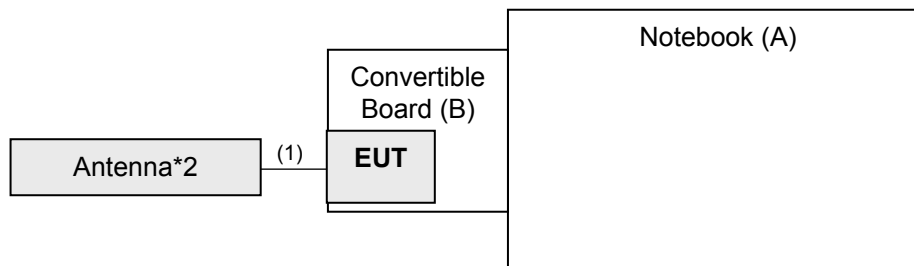 Notebook (A)
Convertible
Board (B)
Antenna*2
(1)
EUT